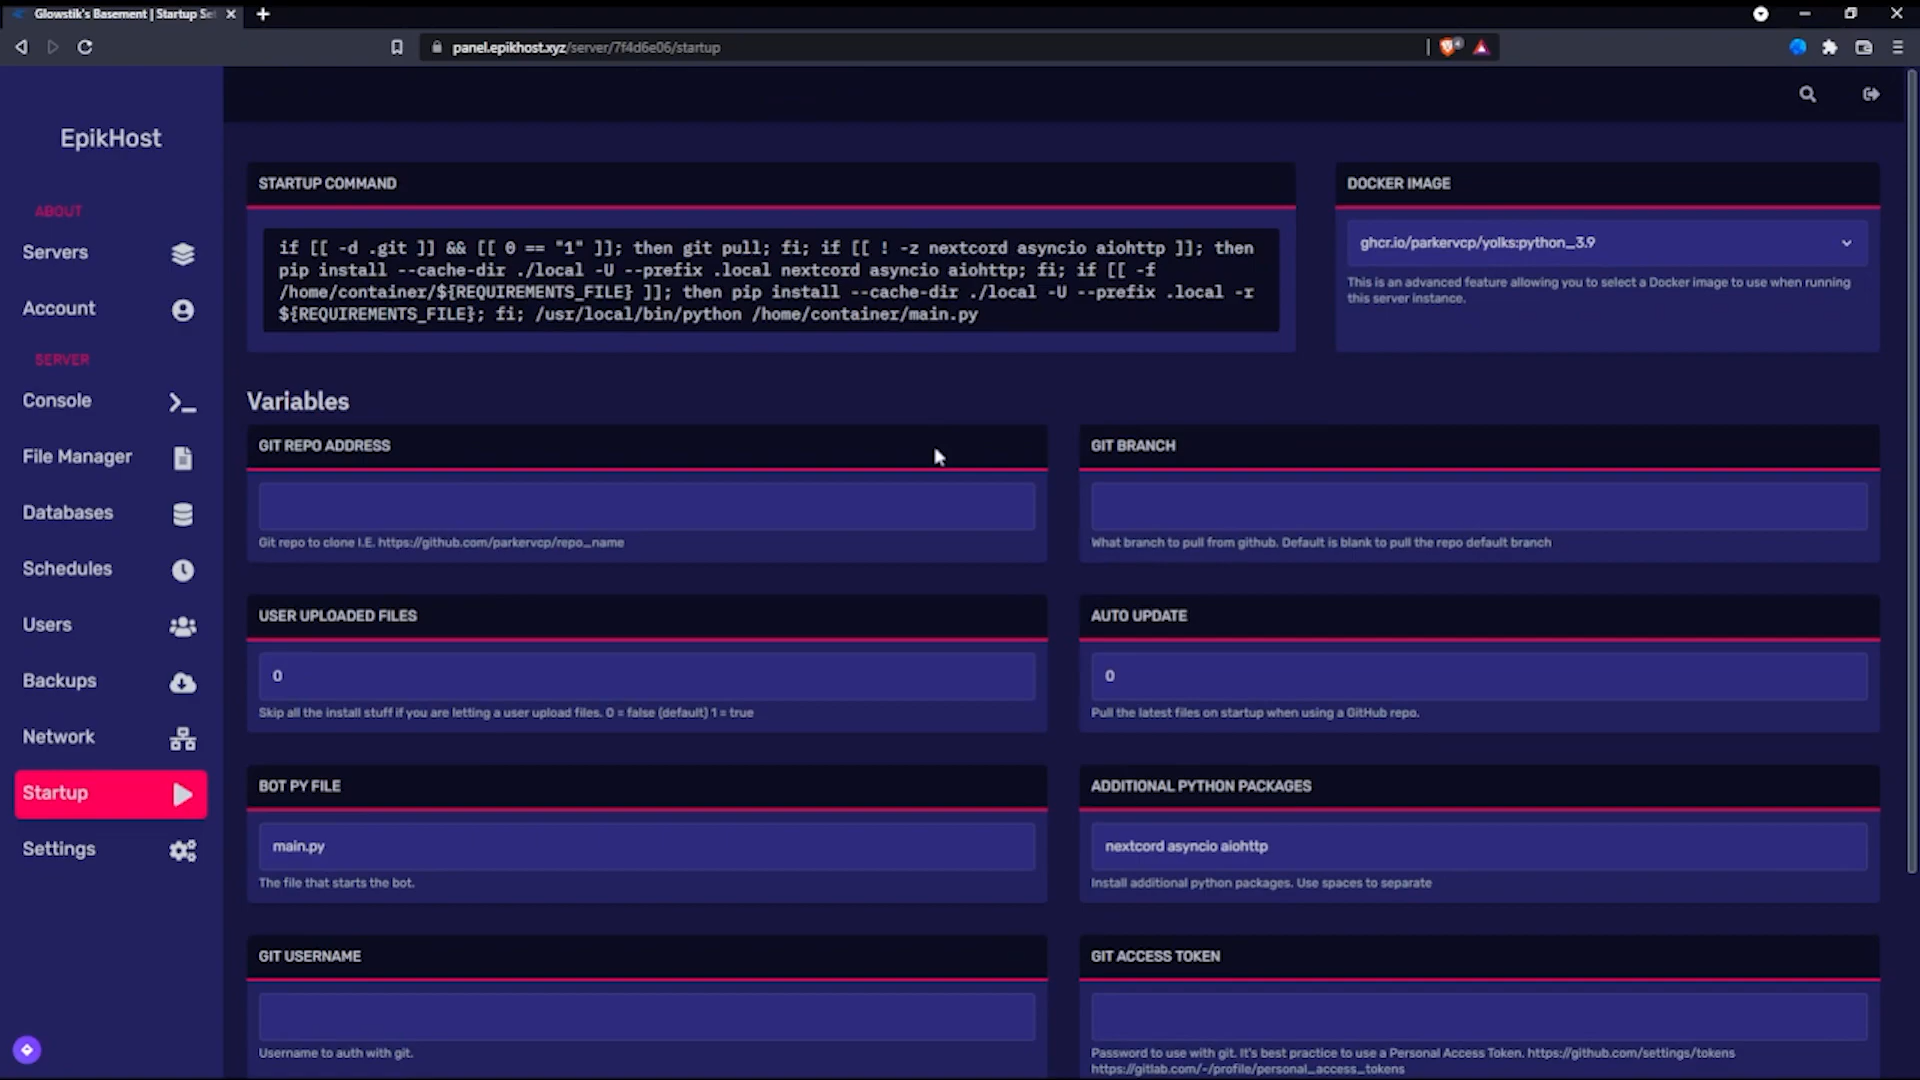 Glowstik's Basement | Startup Se
panel.epikhost.xyz/server/7f4d6e06/startup
EpikHost
ABOUT
Servers
Account
SERVER
Console
File Manager
Databases
Schedules
Users
Backups
Network
Startup
Settings
STARTUP COMMAND
if [[ -d .git ]] && [[ 0 == "1" ]]; then git pull; fi; if [[ ! -z nextcord asyncio aiohttp ]]; then
pip install --cache-dir ./local -U --prefix .local nextcord asyncio aiohttp; fi; if [[ -f
/home/container/${REQUIREMENTS_FILE} ]]; then pip install --cache-dir ./local -U --prefix .local -r
${REQUIREMENTS_FILE}; fi; /usr/local/bin/python /home/container/main.py
DOCKER IMAGE
ghcr.io/parkervcp/yolks:python_3.9
This is an advanced feature allowing you to select a Docker image to use when running
this server instance.
Variables
GIT REPO ADDRESS
Git repo to clone I.E. https://github.com/parkervcp/repo_name
GIT BRANCH
What branch to pull from github. Default is blank to pull the repo default branch
USER UPLOADED FILES
0
Skip all the install stuff if you are letting a user upload files. 0 = false (default) 1 = true
AUTO UPDATE
0
Pull the latest files on startup when using a GitHub repo.
BOT PY FILE
main.py
The file that starts the bot.
ADDITIONAL PYTHON PACKAGES
nextcord asyncio aiohttp
Install additional python packages. Use spaces to separate
GIT USERNAME
Username to auth with git.
GIT ACCESS TOKEN
Password to use with git. It's best practice to use a Personal Access Token. https://github.com/settings/tokens
https://gitlab.com/-/profile/personal_access_tokens